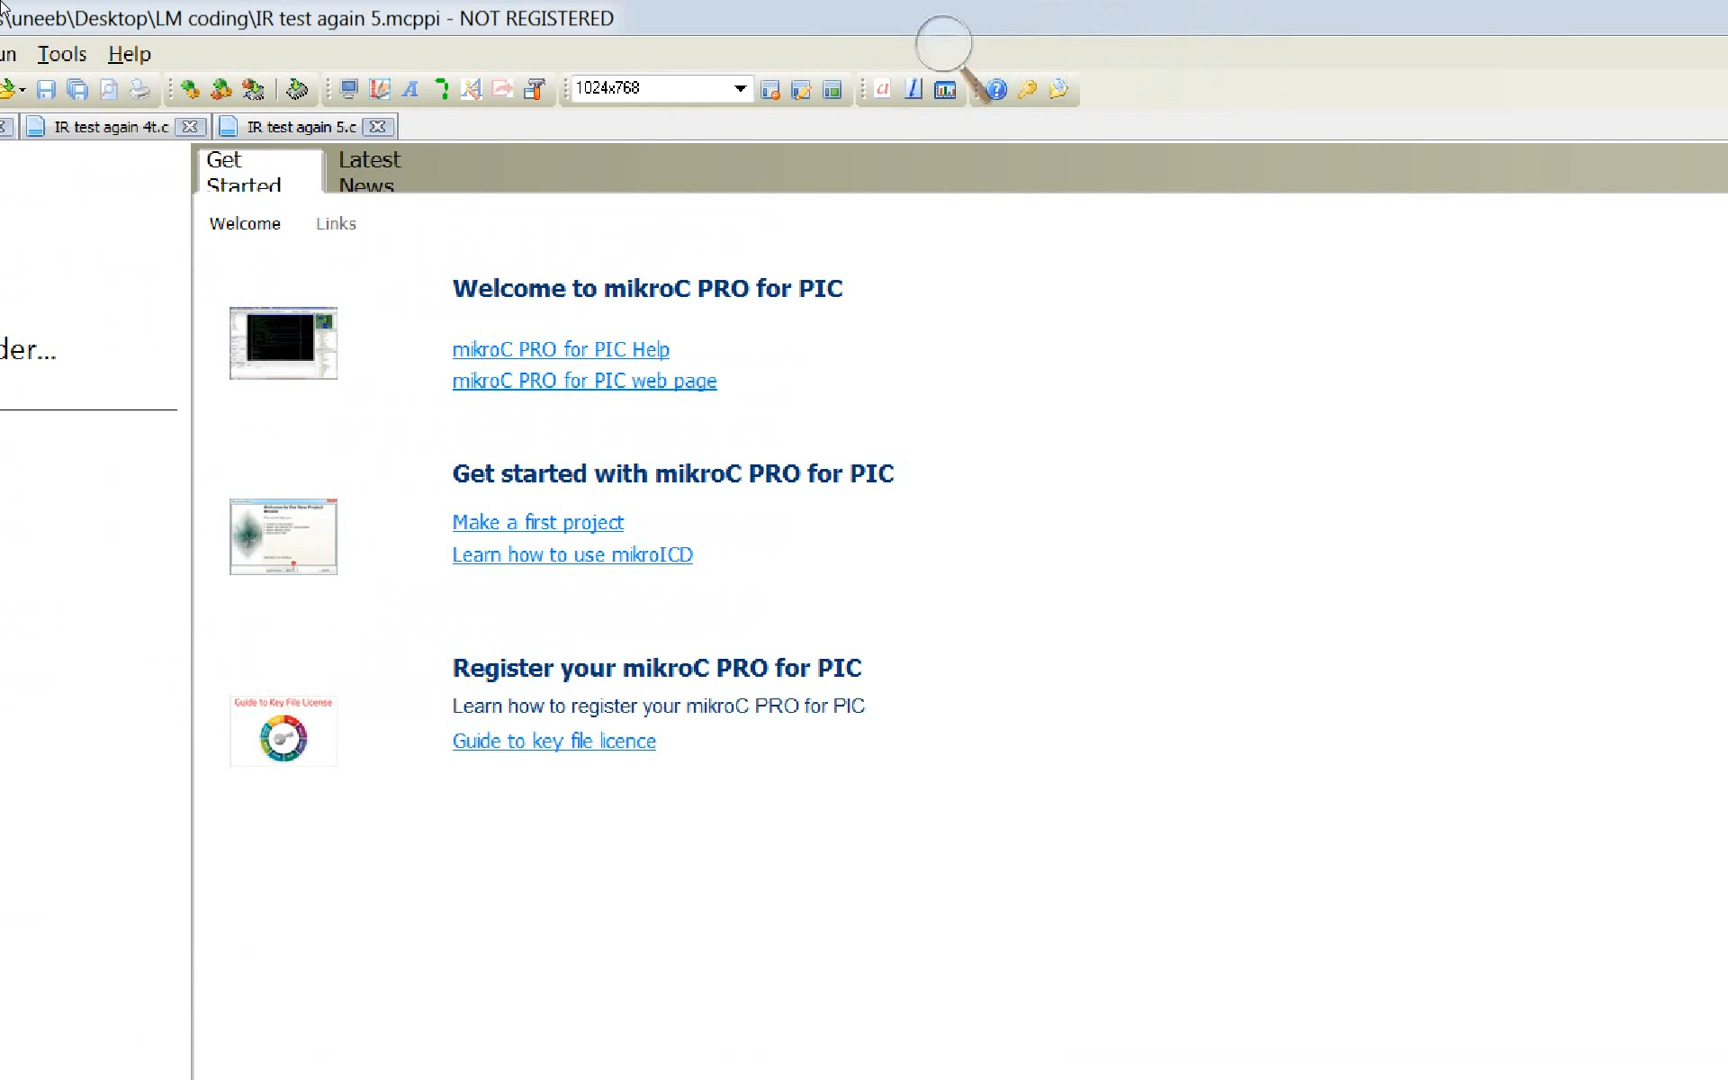 \uneeb\Desktop\LM coding\IR test again 5.mcppi - NOT REGISTERED
un Tools Help
1024x768
IR test again 4t.c IR test again 5.c
Get Started
Latest News
Welcome Links
Welcome to mikroC PRO for PIC
der...
mikroC PRO for PIC Help
mikroC PRO for PIC web page
Get started with mikroC PRO for PIC
Make a first project
Learn how to use mikroICD
Register your mikroC PRO for PIC
Guide to Key File License
Learn how to register your mikroC PRO for PIC
Guide to key file licence